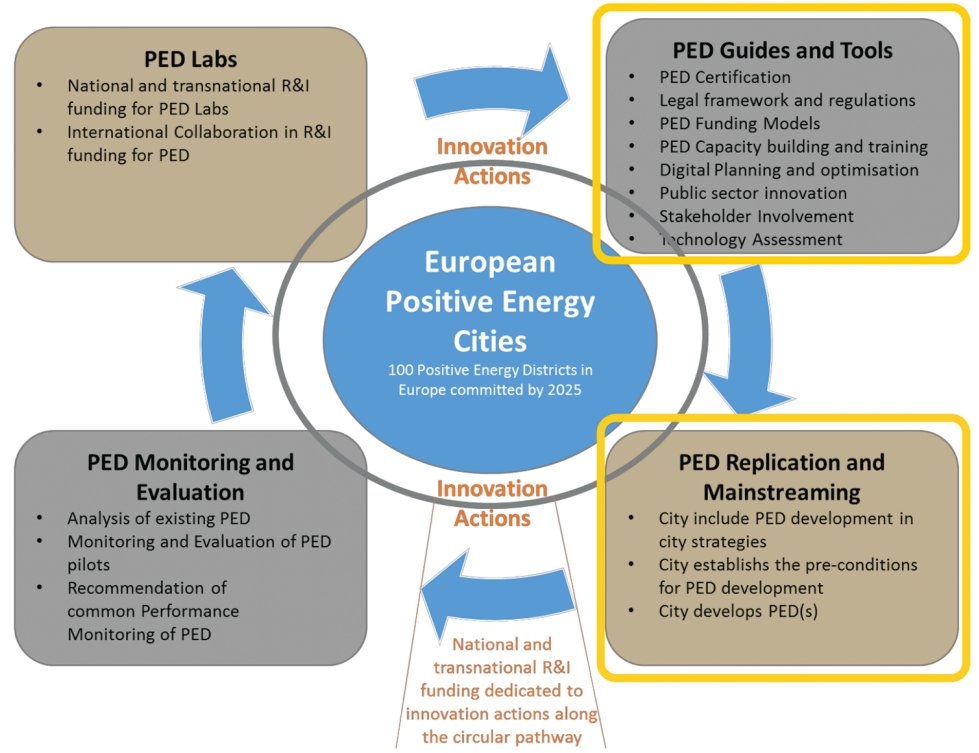 PED Labs
• National and transnational R&I
funding for PED Labs
• International Collaboration in R&I
funding for PED
Innovation
Actions
PED Guides and Tools
• PED Certification
• Legal framework and regulations
• PED Funding Models
• PED Capacity building and training
• Digital Planning and optimisation
• Public sector innovation
• Stakeholder Involvement
• Technology Assessment
European
Positive Energy
Cities
100 Positive Energy Districts in
Europe committed by 2025
PED Monitoring and
Evaluation
• Analysis of existing PED
• Monitoring and Evaluation of PED
pilots
• Recommendation of
common Performance
Monitoring of PED
Innovation
Actions
National and
transnational R&I
funding dedicated to
innovation actions along
the circular pathway
PED Replication and
Mainstreaming
• City include PED development in
city strategies
• City establishs the pre-conditions
for PED development
• City develops PED(s)